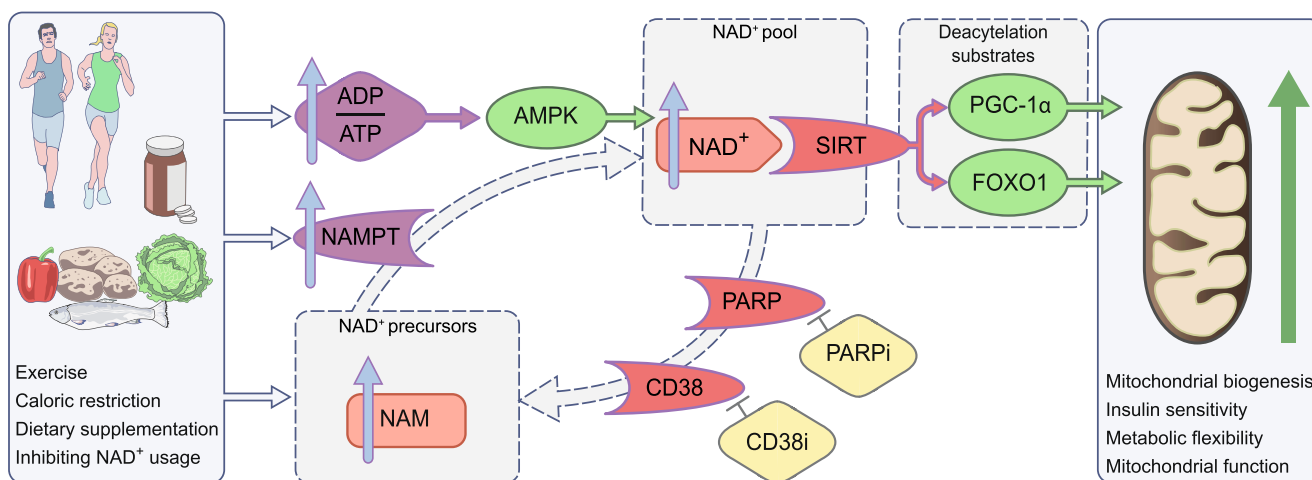 Exercise
Caloric restriction
Dietary supplementation
Inhibiting NAD⁺ usage
ADP
ATP
AMPK
NAMPT
NAD⁺ precursors
NAM
NAD⁺ pool
NAD⁺
SIRT
PARP
PARPi
CD38
CD38i
Deacytelation
substrates
PGC-1α
FOXO1
Mitochondrial biogenesis
Insulin sensitivity
Metabolic flexibility
Mitochondrial function